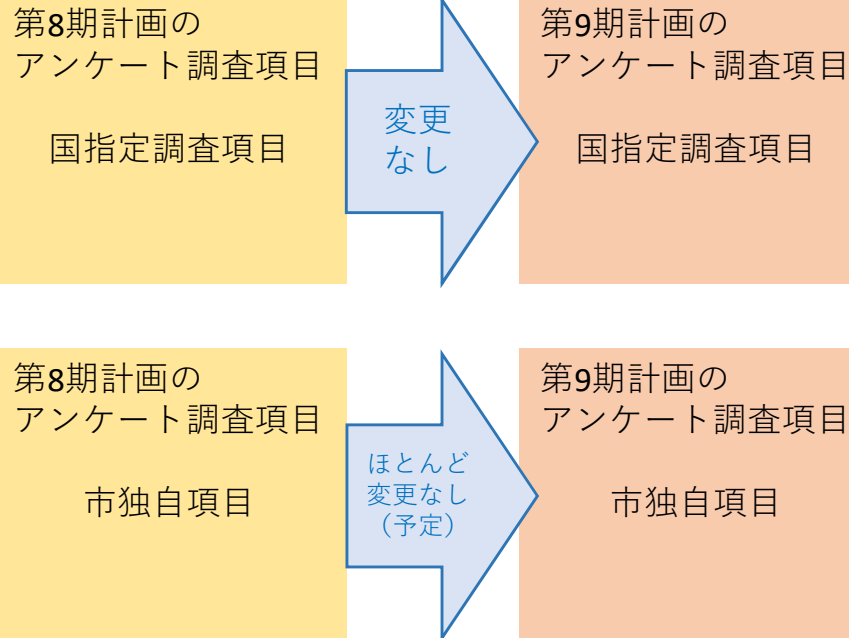 第8期計画の
アンケート調査項目
国指定調査項目
変更
なし
第9期計画の
アンケート調査項目
国指定調査項目
第8期計画の
アンケート調査項目
市独自項目
ほとんど
変更なし
（予定）
第9期計画の
アンケート調査項目
市独自項目